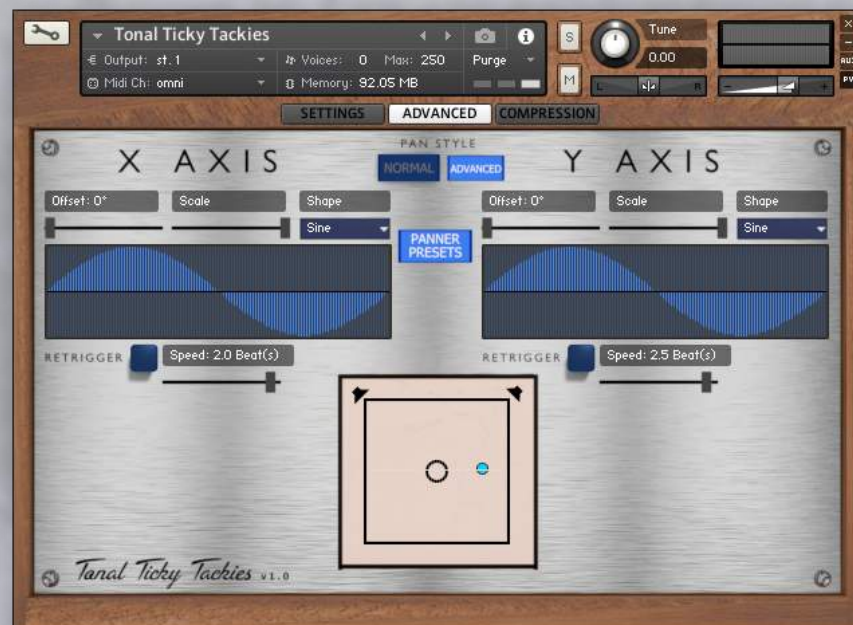 Tonal Ticky Tackies
Output: st. 1
Voices: 0 Max: 250
Purge
Midi Ch: omni
Memory: 92.05 MB
S
M
Tune
0.00
L R
- +
×
-
AUX
PV
SETTINGS ADVANCED COMPRESSION
PAN STYLE
NORMAL ADVANCED
X AXIS
Y AXIS
Offset: 0° Scale Shape
Sine
PANNER
PRESETS
Offset: 0° Scale Shape
Sine
RETRIGGER Speed: 2.0 Beat(s)
RETRIGGER Speed: 2.5 Beat(s)
Tonal Ticky Tackies v1.0